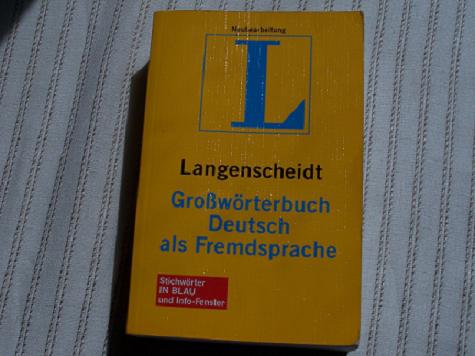 Neubearbeitung
L
Langenscheidt
Großwörterbuch
Deutsch
als Fremdsprache
Stichwörter
IN BLAU
und Info-Fenster